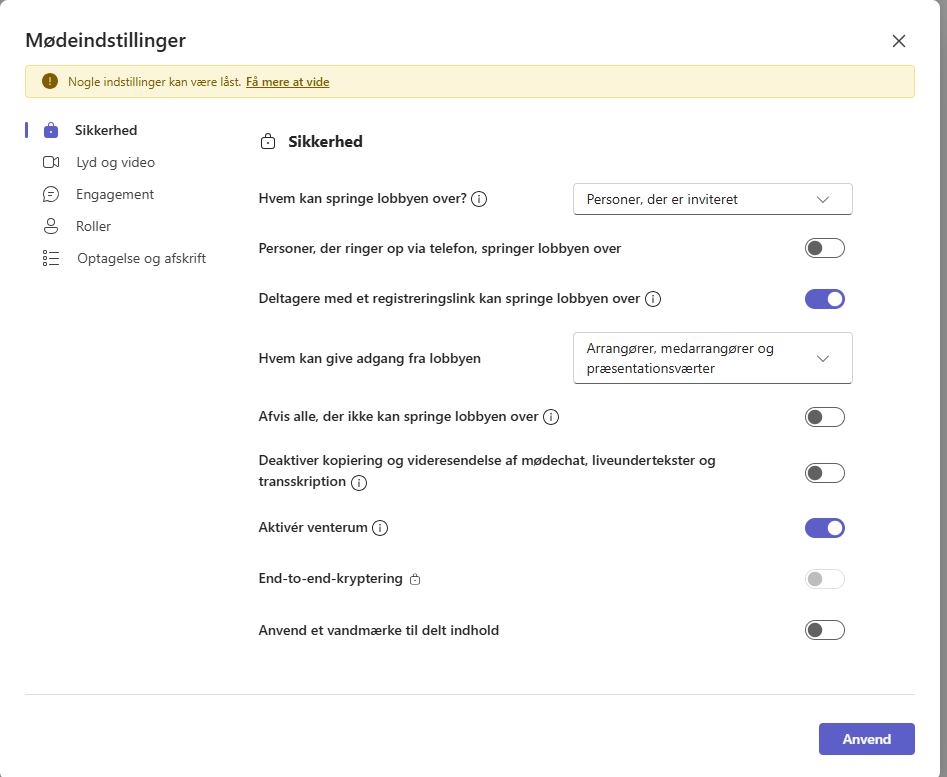 Mødeindstillinger
Nogle indstillinger kan være låst. Få mere at vide
Sikkerhed
Lyd og video
Engagement
Roller
Optagelse og afskrift
Sikkerhed
Hvem kan springe lobbyen over?
Personer, der er inviteret
Personer, der ringer op via telefon, springer lobbyen over
Deltagere med et registreringslink kan springe lobbyen over
Hvem kan give adgang fra lobbyen
Arrangører, medarrangører og
præsentationsværter
Afvis alle, der ikke kan springe lobbyen over
Deaktiver kopiering og videresendelse af mødechat, liveundertekster og
transskription
Aktivér venterum
End-to-end-kryptering
Anvend et vandmærke til delt indhold
Anvend